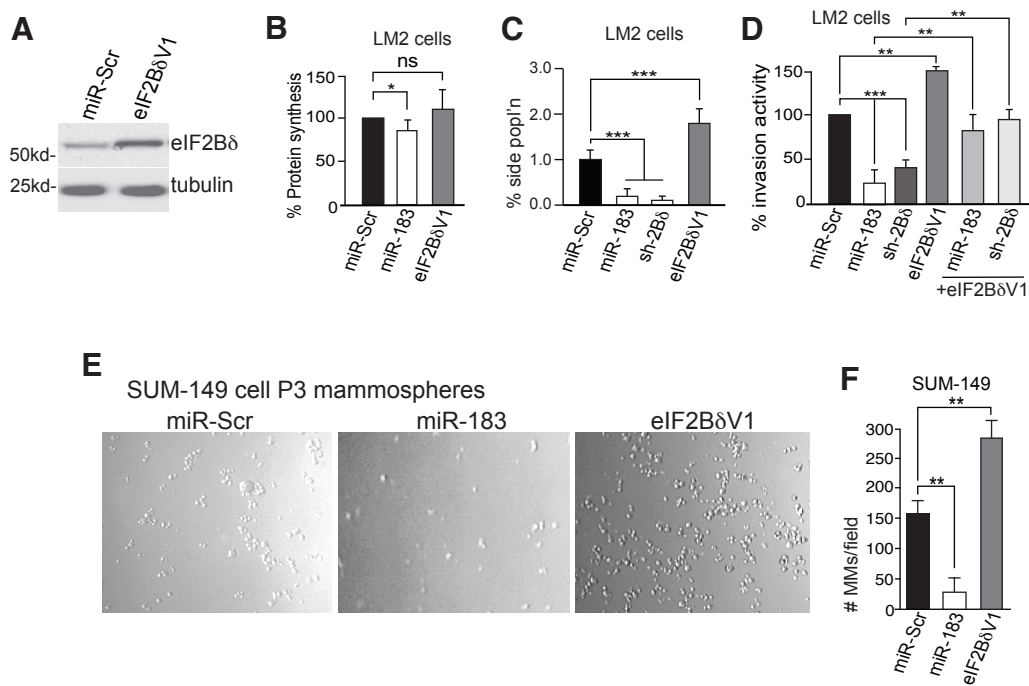 A
miR-Scr
eIF2BδV1
eIF2Bδ
50kd-
25kd-
tubulin
B
LM2 cells
ns
*
% Protein synthesis
150
100
50
0
miR-Scr
miR-183
eIF2BδV1
C
LM2 cells
***
***
% side popl'n
3.0
2.0
1.0
0.0
miR-Scr
miR-183
sh-2Bδ
eIF2BδV1
D
LM2 cells
**
**
**
***
% invasion activity
150
100
50
0
miR-Scr
miR-183
sh-2Bδ
eIF2BδV1
miR-183
sh-2Bδ
+eIF2BδV1
E
SUM-149 cell P3 mammospheres
miR-Scr
miR-183
eIF2BδV1
F
SUM-149
**
**
# MMs/field
300
250
200
150
100
50
0
miR-Scr
miR-183
eIF2BδV1